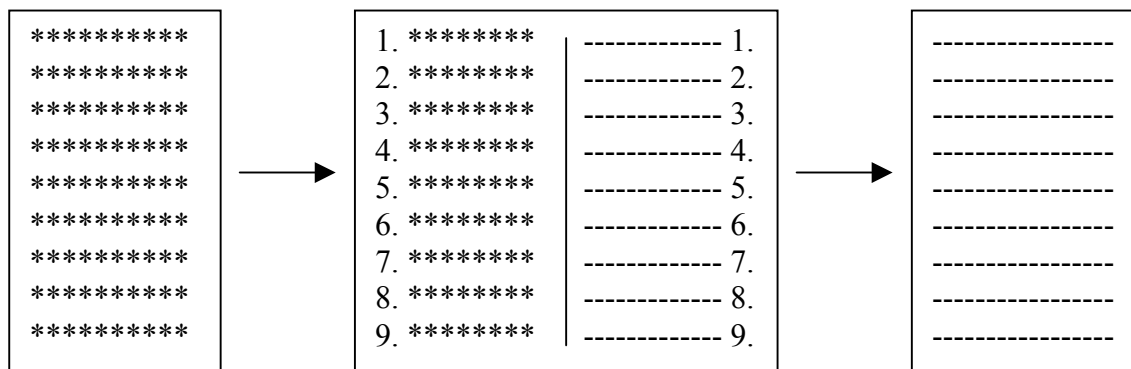 **********
**********
**********
**********
**********
**********
**********
**********
**********
1. ******** ------------- 1.
2. ******** ------------- 2.
3. ******** ------------- 3.
4. ******** ------------- 4.
5. ******** ------------- 5.
6. ******** ------------- 6.
7. ******** ------------- 7.
8. ******** ------------- 8.
9. ******** ------------- 9.
-----------------
-----------------
-----------------
-----------------
-----------------
-----------------
-----------------
-----------------
-----------------